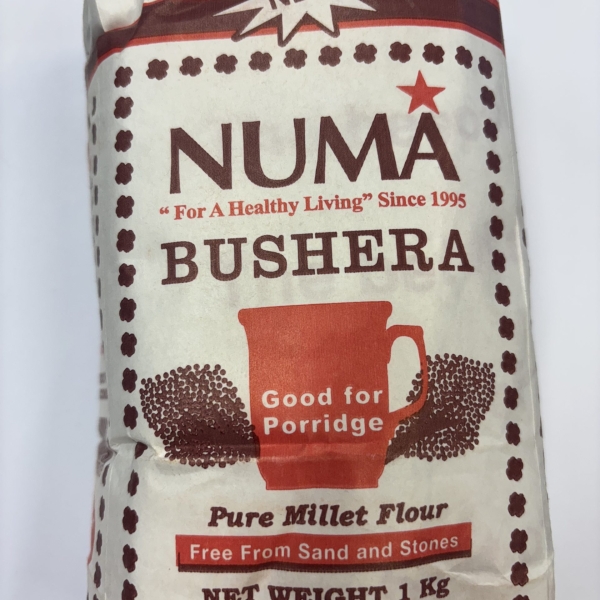 NUMA
“For A Healthy Living” Since 1995
BUSHERA
Good for
Porridge
Pure Millet Flour
Free From Sand and Stones
NET WEIGHT 1 Kg